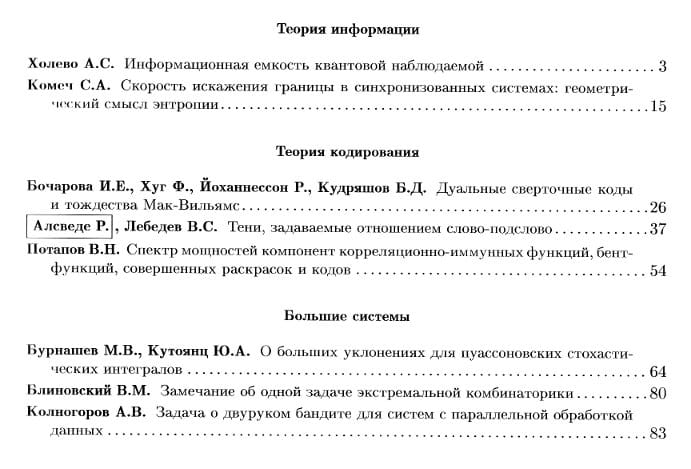 Теория информации
Холево А.С. Информационная емкость квантовой наблюдаемой ........................ 3
Комеч С.А. Скорость искажения границы в синхронизованных системах: геометри-
ческий смысл энтропии ........................ 15
Теория кодирования
Бочарова И.Е., Хуг Ф., Йоханнессон Р., Кудряшов Б.Д. Дуальные сверточные коды
и тождества Мак-Вильямс ........................ 26
Алсведе Р., Лебедев В.С. Тени, задаваемые отношением слово-подслово ........................ 37
Потапов В.Н. Спектр мощностей компонент корреляционно-иммунных функций, бент-
функций, совершенных раскрасок и кодов ........................ 54
Большие системы
Бурнашев М.В., Кутоянц Ю.А. О больших уклонениях для пуассоновских стохасти-
ческих интегралов ........................ 64
Блиновский В.М. Замечание об одной задаче экстремальной комбинаторики ........................ 80
Колногоров А.В. Задача о двуруком бандите для систем с параллельной обработкой
данных ........................ 83